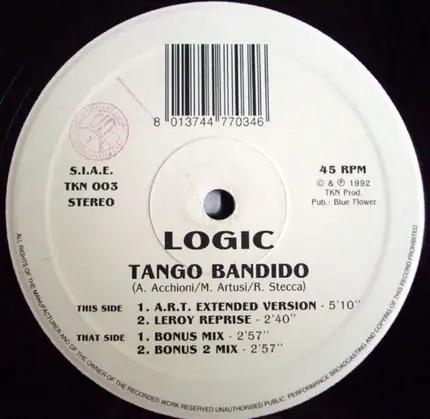 8 013744 770346
S.I.A.E.
TKN 003
STEREO
45 RPM
© & ℗ 1992
TKN Prod.
Pub.: Blue Flower
LOGIC
TANGO BANDIDO
(A. Acchioni/M. Artusi/R. Stecca)
THIS SIDE 1. A.R.T. EXTENDED VERSION - 5'10"
2. LEROY REPRISE - 2'40"
THAT SIDE 1. BONUS MIX - 2'57"
2. BONUS 2 MIX - 2'57"
ALL RIGHTS OF THE MANUFACTURER AND OF THE OWNER OF THE RECORDED WORK RESERVED UNAUTHORISED PUBLIC PERFORMANCE BROADCASTING AND COPYING OF THIS RECORD PROHIBITED